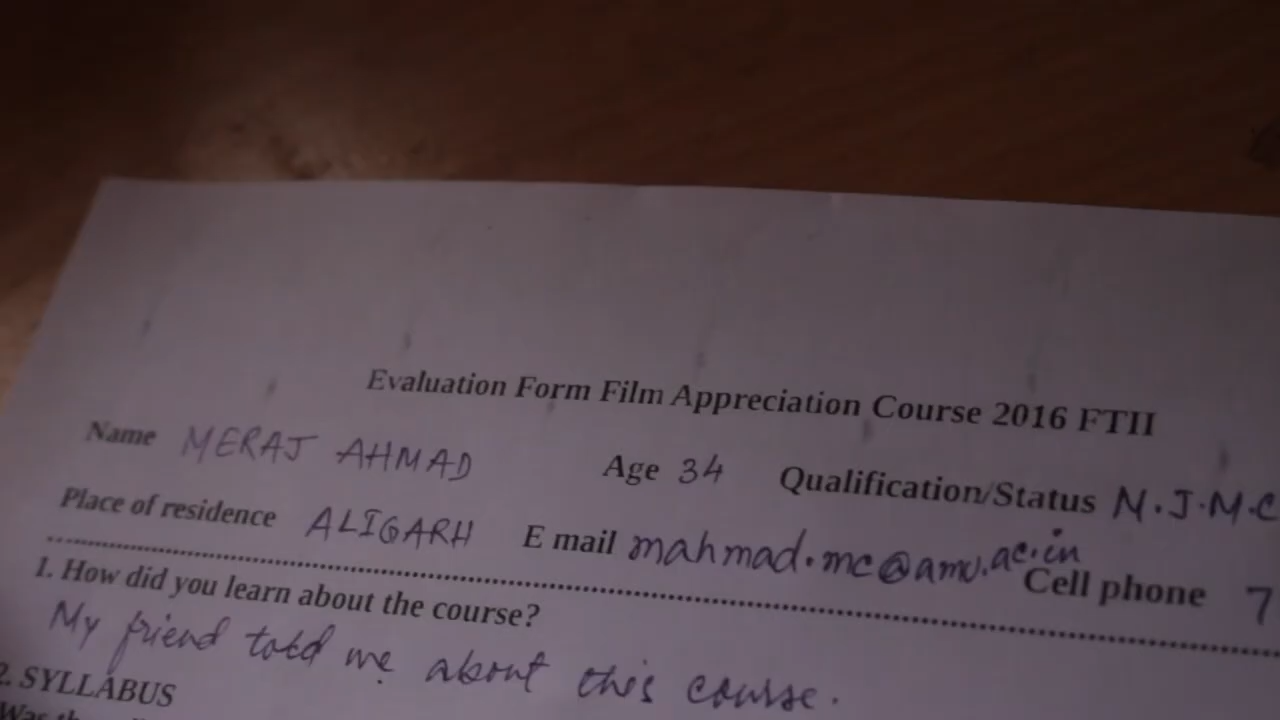 Evaluation Form Film Appreciation Course 2016 FTII
Name MERAJ AHMAD Age 34 Qualification/Status M.J.M.C
Place of residence ALIGARH E mail mahmad.mc@amu.ac.in Cell phone 7
1. How did you learn about the course?
My friend told me about this course.
2. SYLLABUS
Was